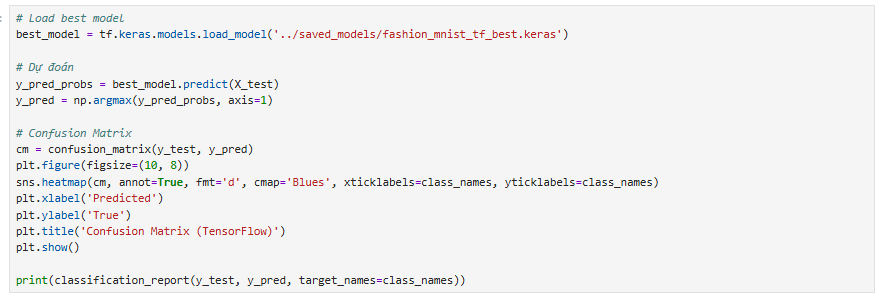 # Load best model
best_model = tf.keras.models.load_model('../saved_models/fashion_mnist_tf_best.keras')
# Dự đoán
y_pred_probs = best_model.predict(X_test)
y_pred = np.argmax(y_pred_probs, axis=1)
# Confusion Matrix
cm = confusion_matrix(y_test, y_pred)
plt.figure(figsize=(10, 8))
sns.heatmap(cm, annot=True, fmt='d', cmap='Blues', xticklabels=class_names, yticklabels=class_names)
plt.xlabel('Predicted')
plt.ylabel('True')
plt.title('Confusion Matrix (TensorFlow)')
plt.show()
print(classification_report(y_test, y_pred, target_names=class_names))